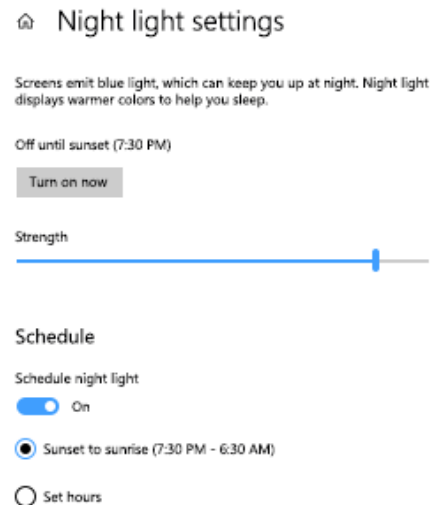 Night light settings
Screens emit blue light, which can keep you up at night. Night light
displays warmer colors to help you sleep.
Off until sunset (7:30 PM)
Turn on now
Strength
Schedule
Schedule night light
On
Sunset to sunrise (7:30 PM - 6:30 AM)
Set hours